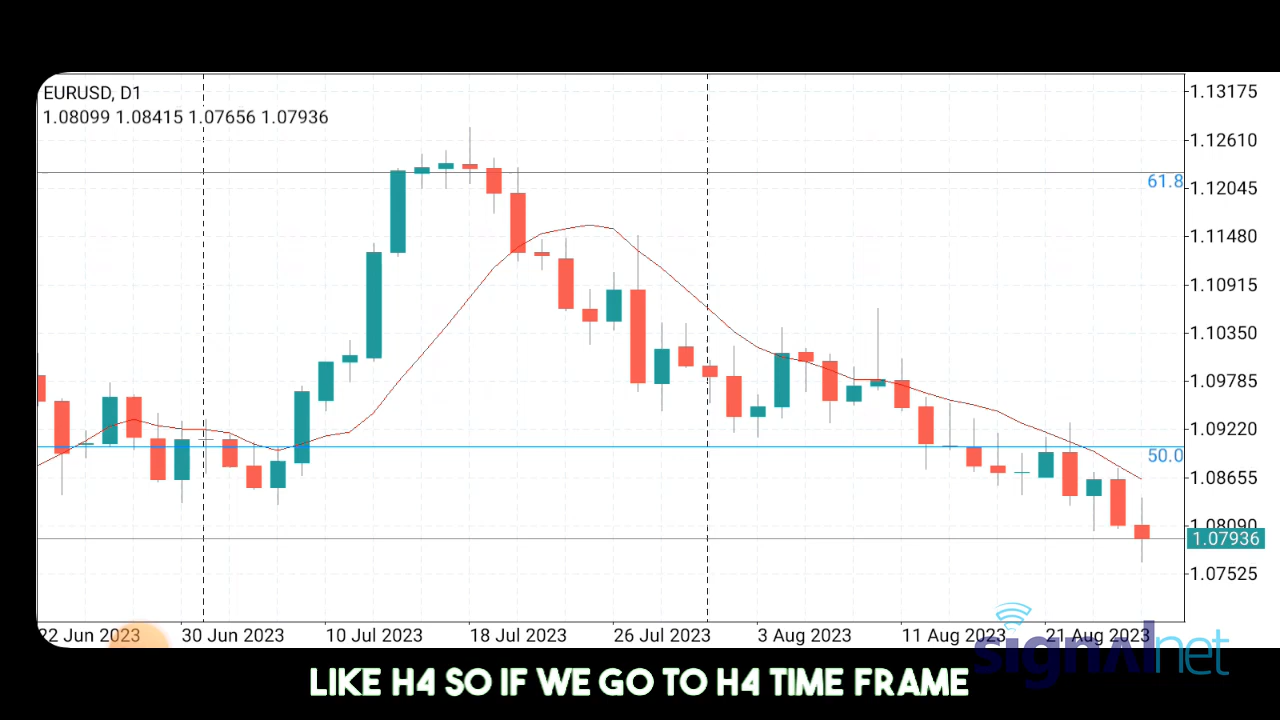 EURUSD, D1
1.08099 1.08415 1.07656 1.07936
1.13175
1.12610
61.8
1.12045
1.11480
1.10915
1.10350
1.09785
1.09220
50.0
1.08655
1.08090
1.07936
1.07525
22 Jun 2023 30 Jun 2023 10 Jul 2023 18 Jul 2023 26 Jul 2023 3 Aug 2023 11 Aug 2023 21 Aug 2023
signalnet
LIKE H4 SO IF WE GO TO H4 TIME FRAME